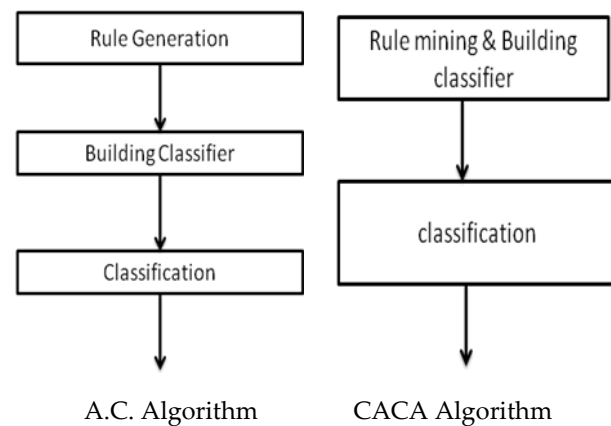 Rule Generation
Building Classifier
Classification
Rule mining & Building
classifier
classification
A.C. Algorithm
CACA Algorithm